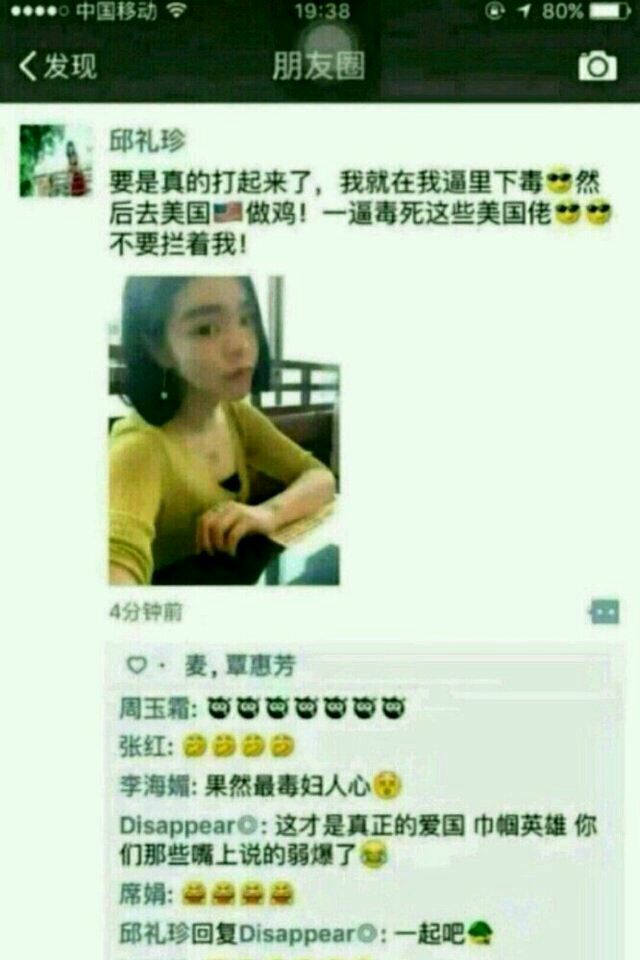 中国移动 19:38 80%
发现 朋友圈
邱礼珍
要是真的打起来了，我就在我逼里下毒😎然
后去美国🇺🇸做鸡！一逼毒死这些美国佬😎😎
不要拦着我！
4分钟前
麦, 覃惠芳
周玉霜:
张红:
李海媚: 果然最毒妇人心
Disappear◎: 这才是真正的爱国 巾帼英雄 你
们那些嘴上说的弱爆了😂
席娟: 😄😄😄😄
邱礼珍回复Disappear◎: 一起吧